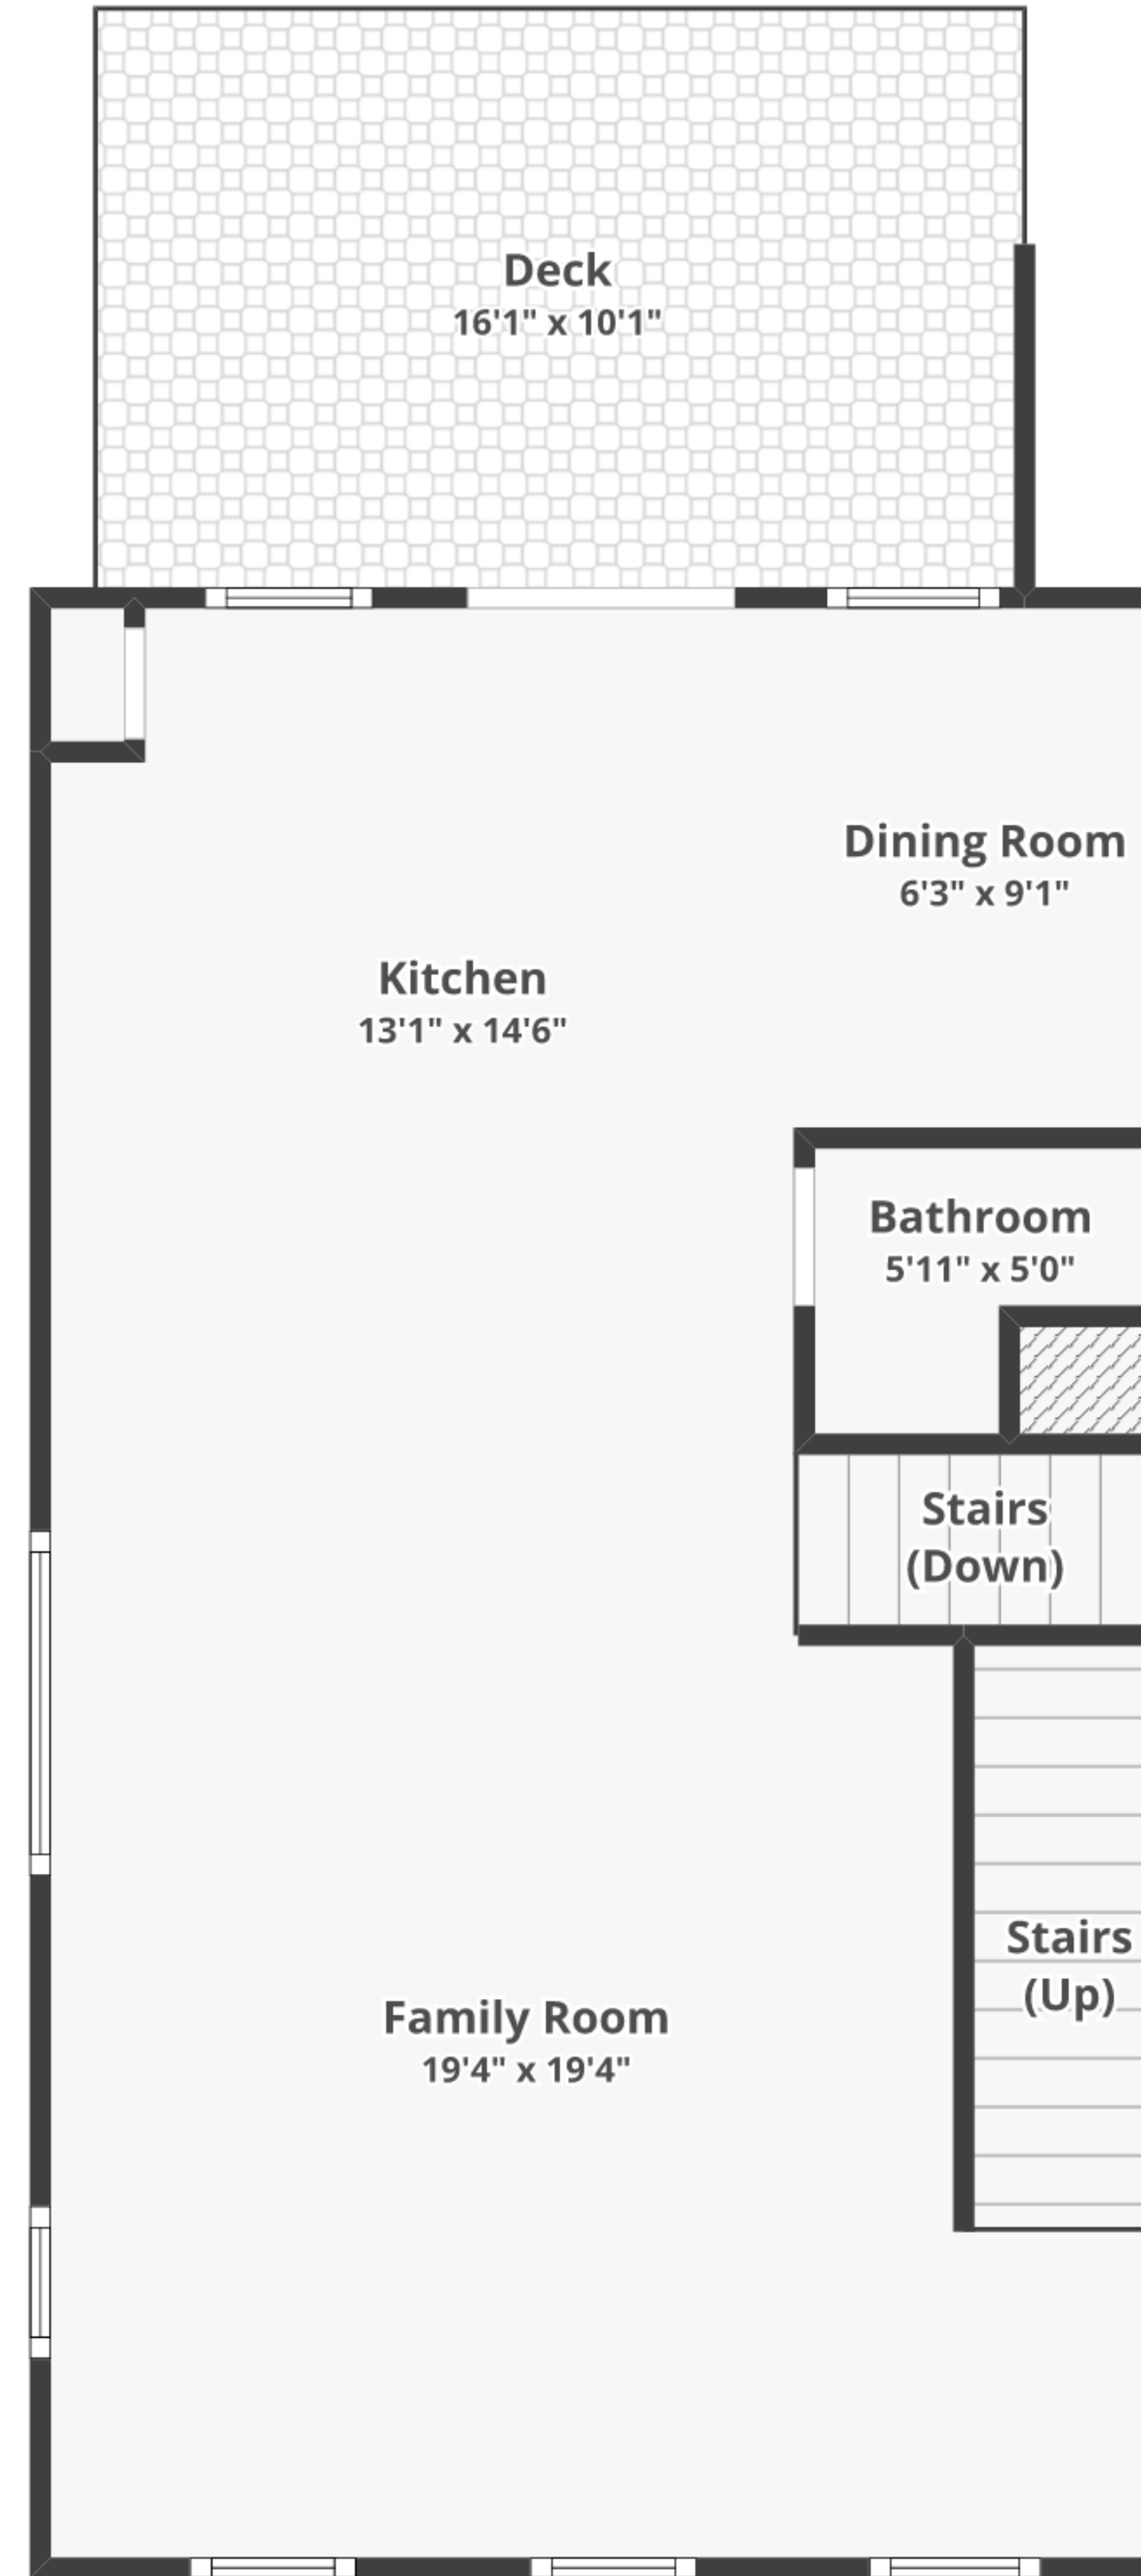 Deck
16'1" x 10'1"
Dining Room
6'3" x 9'1"
Kitchen
13'1" x 14'6"
Bathroom
5'11" x 5'0"
Stairs
(Down)
Stairs
(Up)
Family Room
19'4" x 19'4"